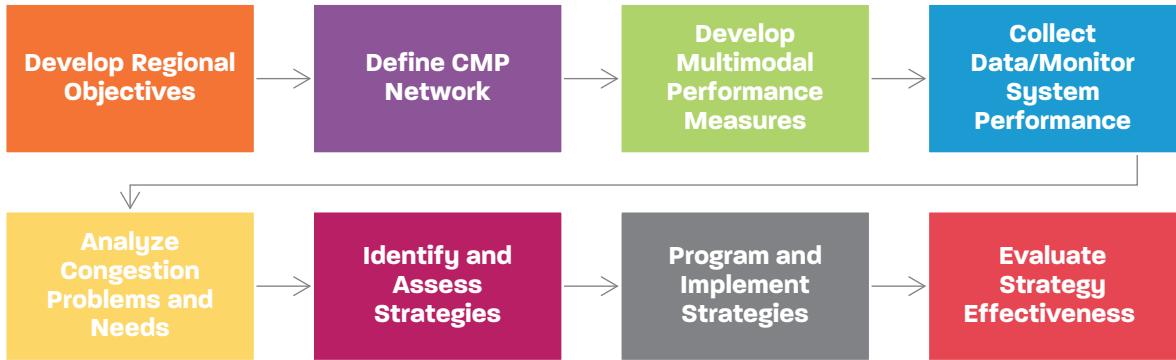 Develop Regional
Objectives
Define CMP
Network
Develop
Multimodal
Performance
Measures
Collect
Data/Monitor
System
Performance
Analyze
Congestion
Problems and
Needs
Identify and
Assess
Strategies
Program and
Implement
Strategies
Evaluate
Strategy
Effectiveness